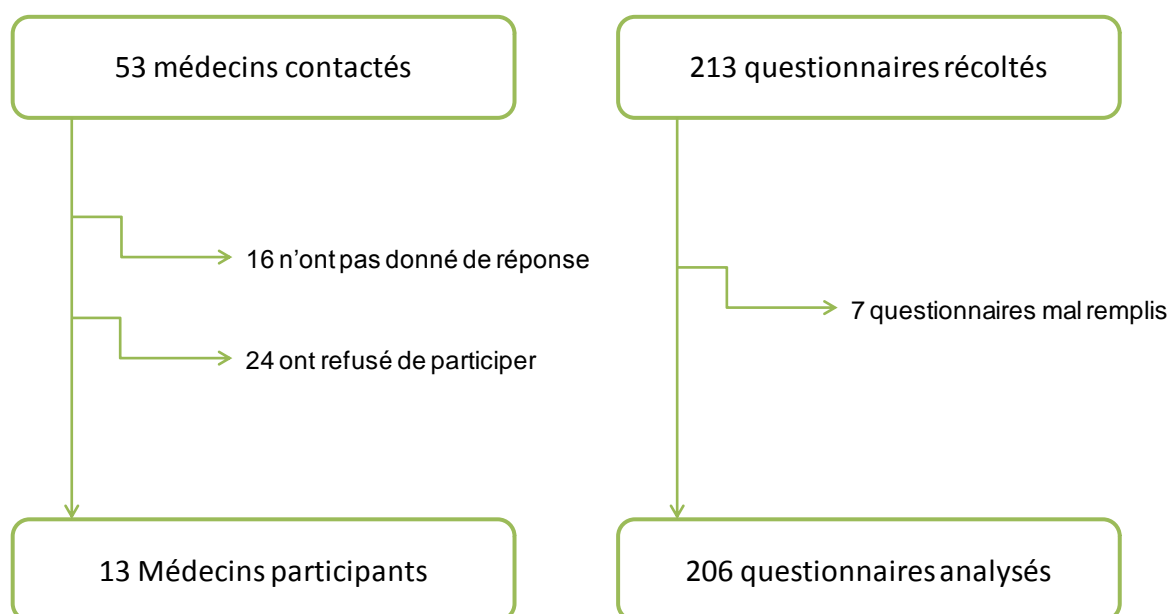 53 médecins contactés
16 n'ont pas donné de réponse
24 ont refusé de participer
13 Médecins participants
213 questionnaires récoltés
7 questionnaires mal remplis
206 questionnaires analysés